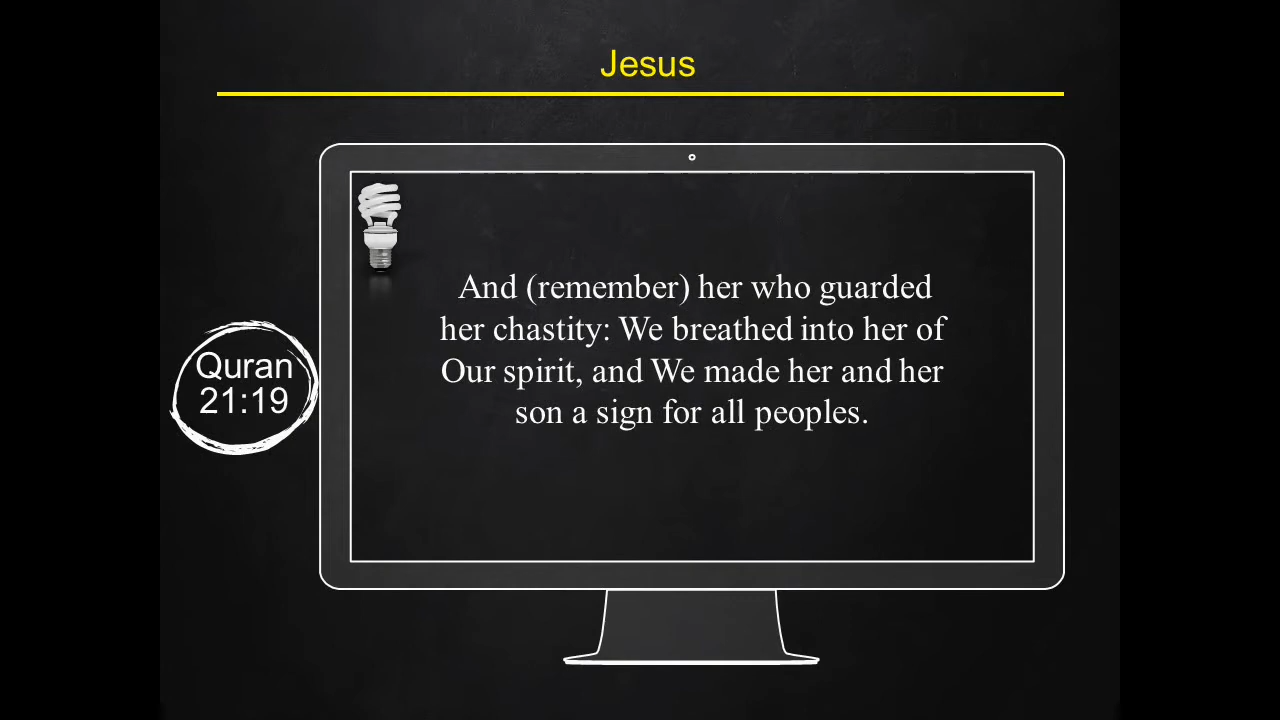 Jesus
And (remember) her who guarded
her chastity: We breathed into her of
Our spirit, and We made her and her
son a sign for all peoples.
Quran
21:19